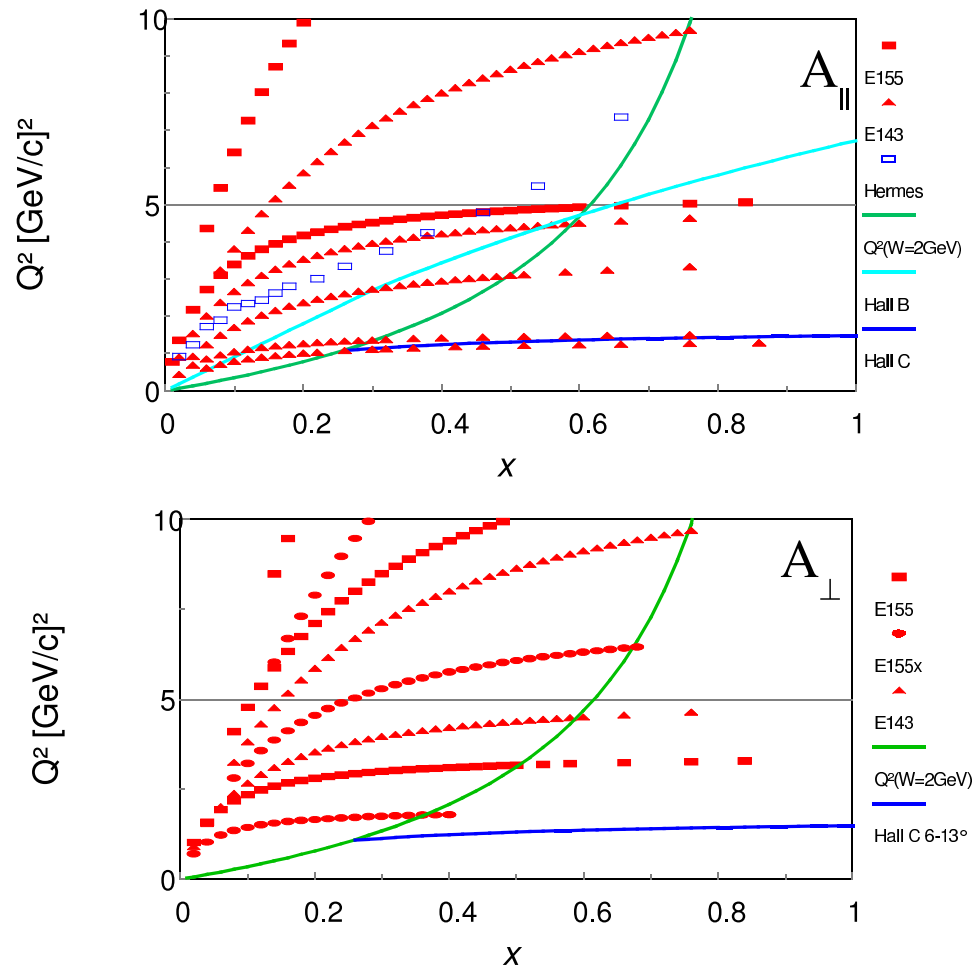 10
A∥
E155
E143
Q² [GeV/c]²
5
Hermes
Q²(W=2GeV)
Hall B
Hall C
0
0 0.2 0.4 0.6 0.8 1
x
10
A⊥
E155
E155x
Q² [GeV/c]²
5
E143
Q²(W=2GeV)
Hall C 6-13°
0
0 0.2 0.4 0.6 0.8 1
x